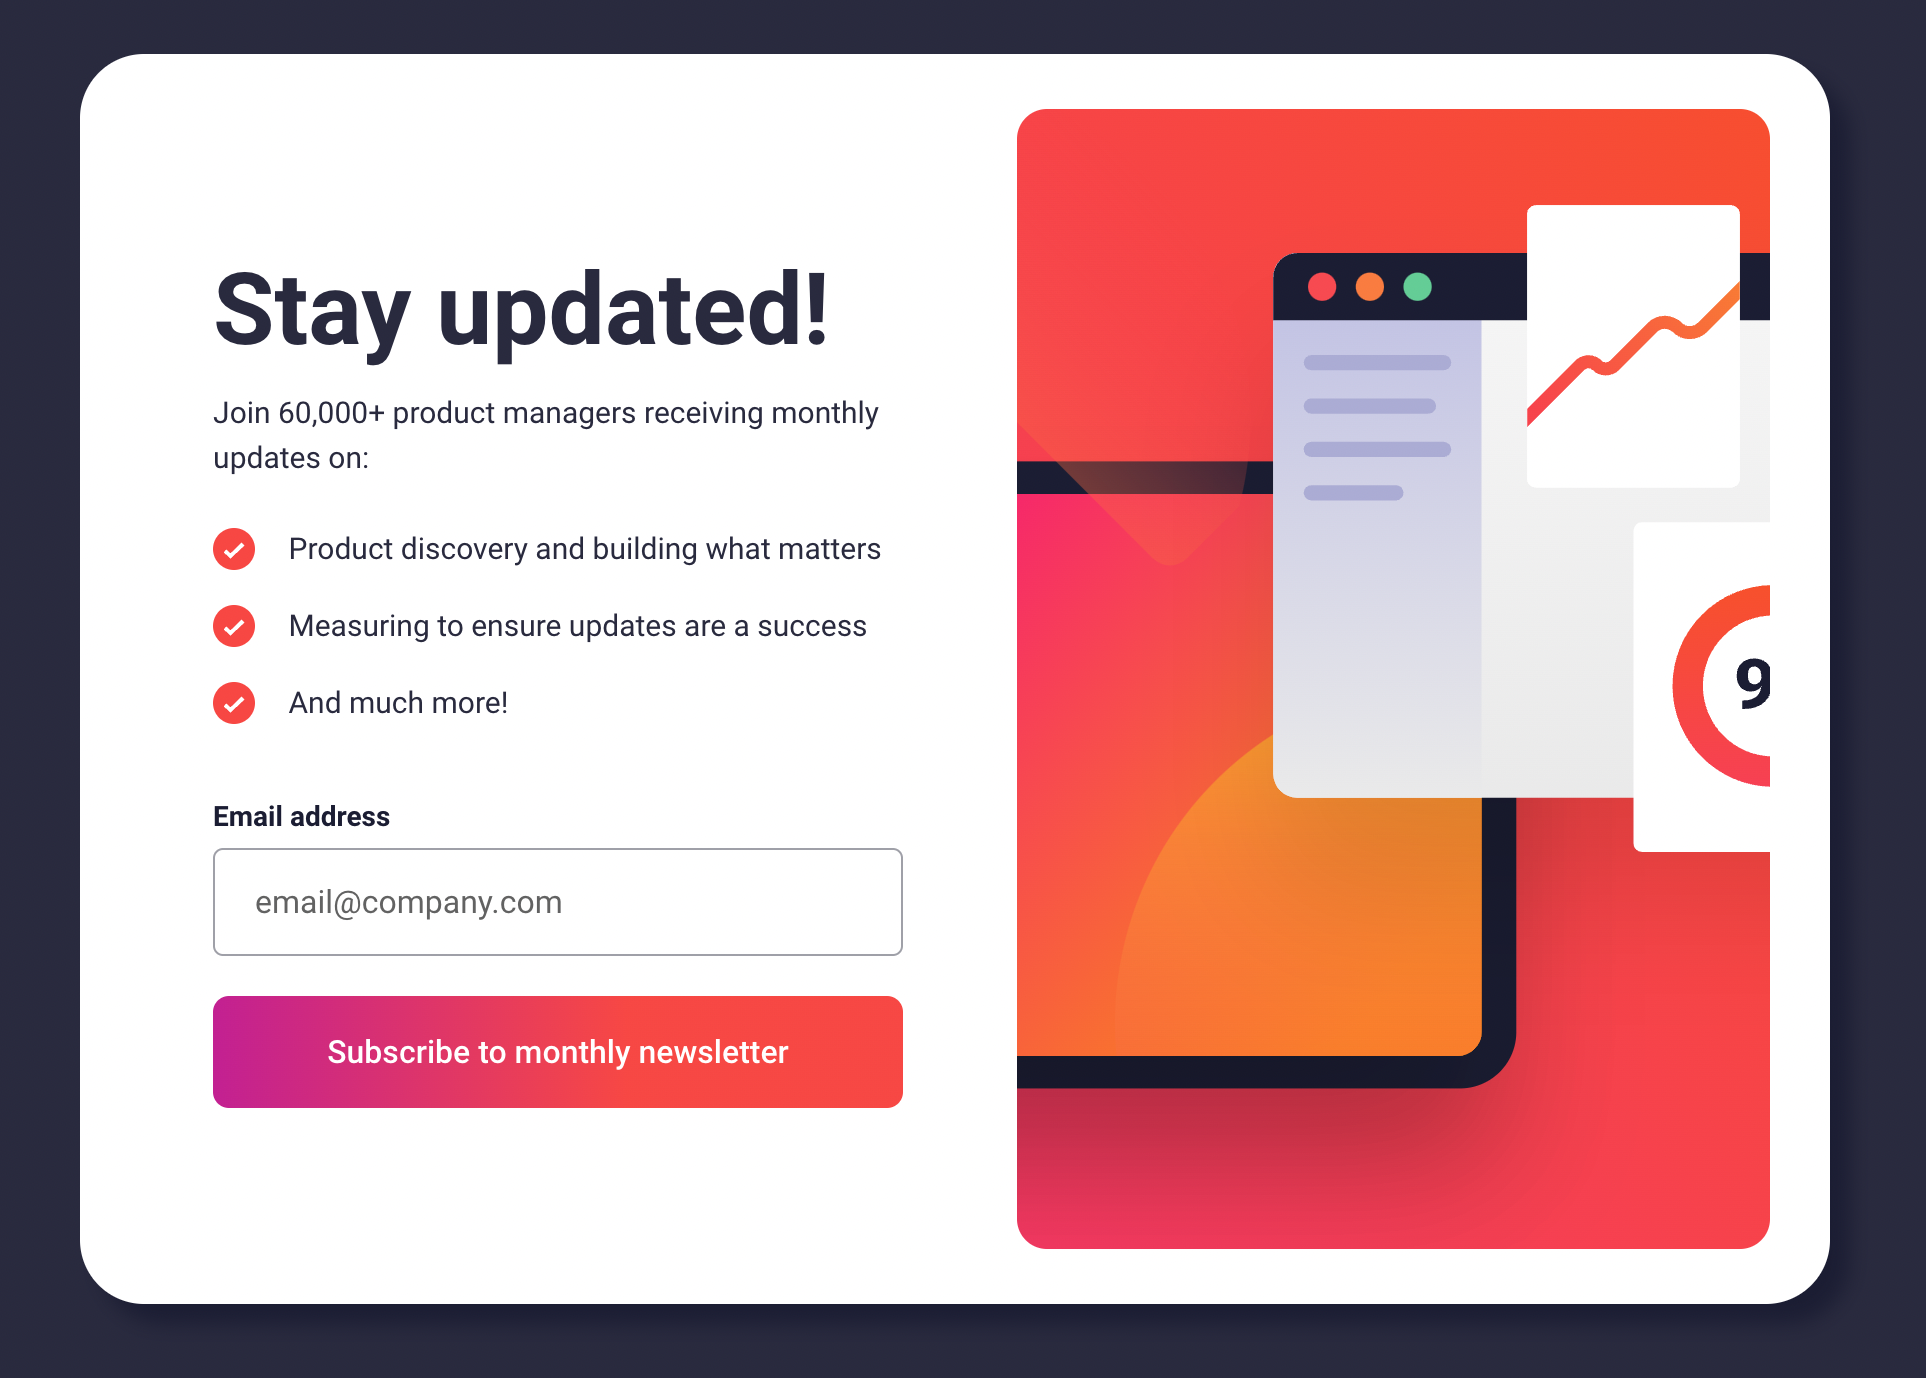 Stay updated!
Join 60,000+ product managers receiving monthly
updates on:
Product discovery and building what matters
Measuring to ensure updates are a success
And much more!
Email address
email@company.com
Subscribe to monthly newsletter
9